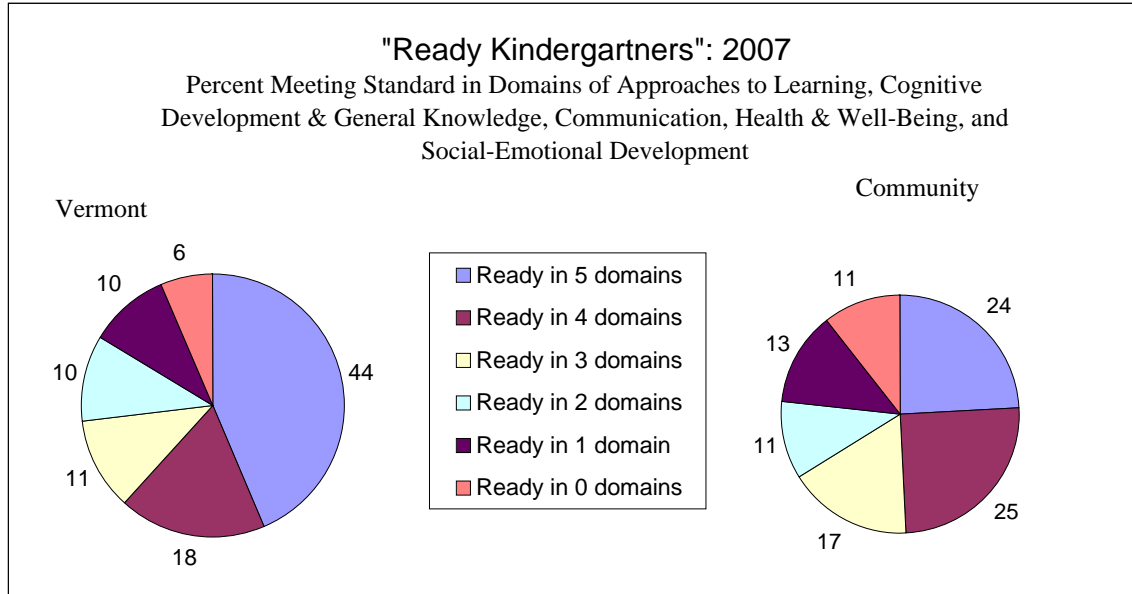 "Ready Kindergartners": 2007
Percent Meeting Standard in Domains of Approaches to Learning, Cognitive
Development & General Knowledge, Communication, Health & Well-Being, and
Social-Emotional Development
Vermont
6
10
10
11
18
44
Ready in 5 domains
Ready in 4 domains
Ready in 3 domains
Ready in 2 domains
Ready in 1 domain
Ready in 0 domains
Community
11
13
11
17
25
24